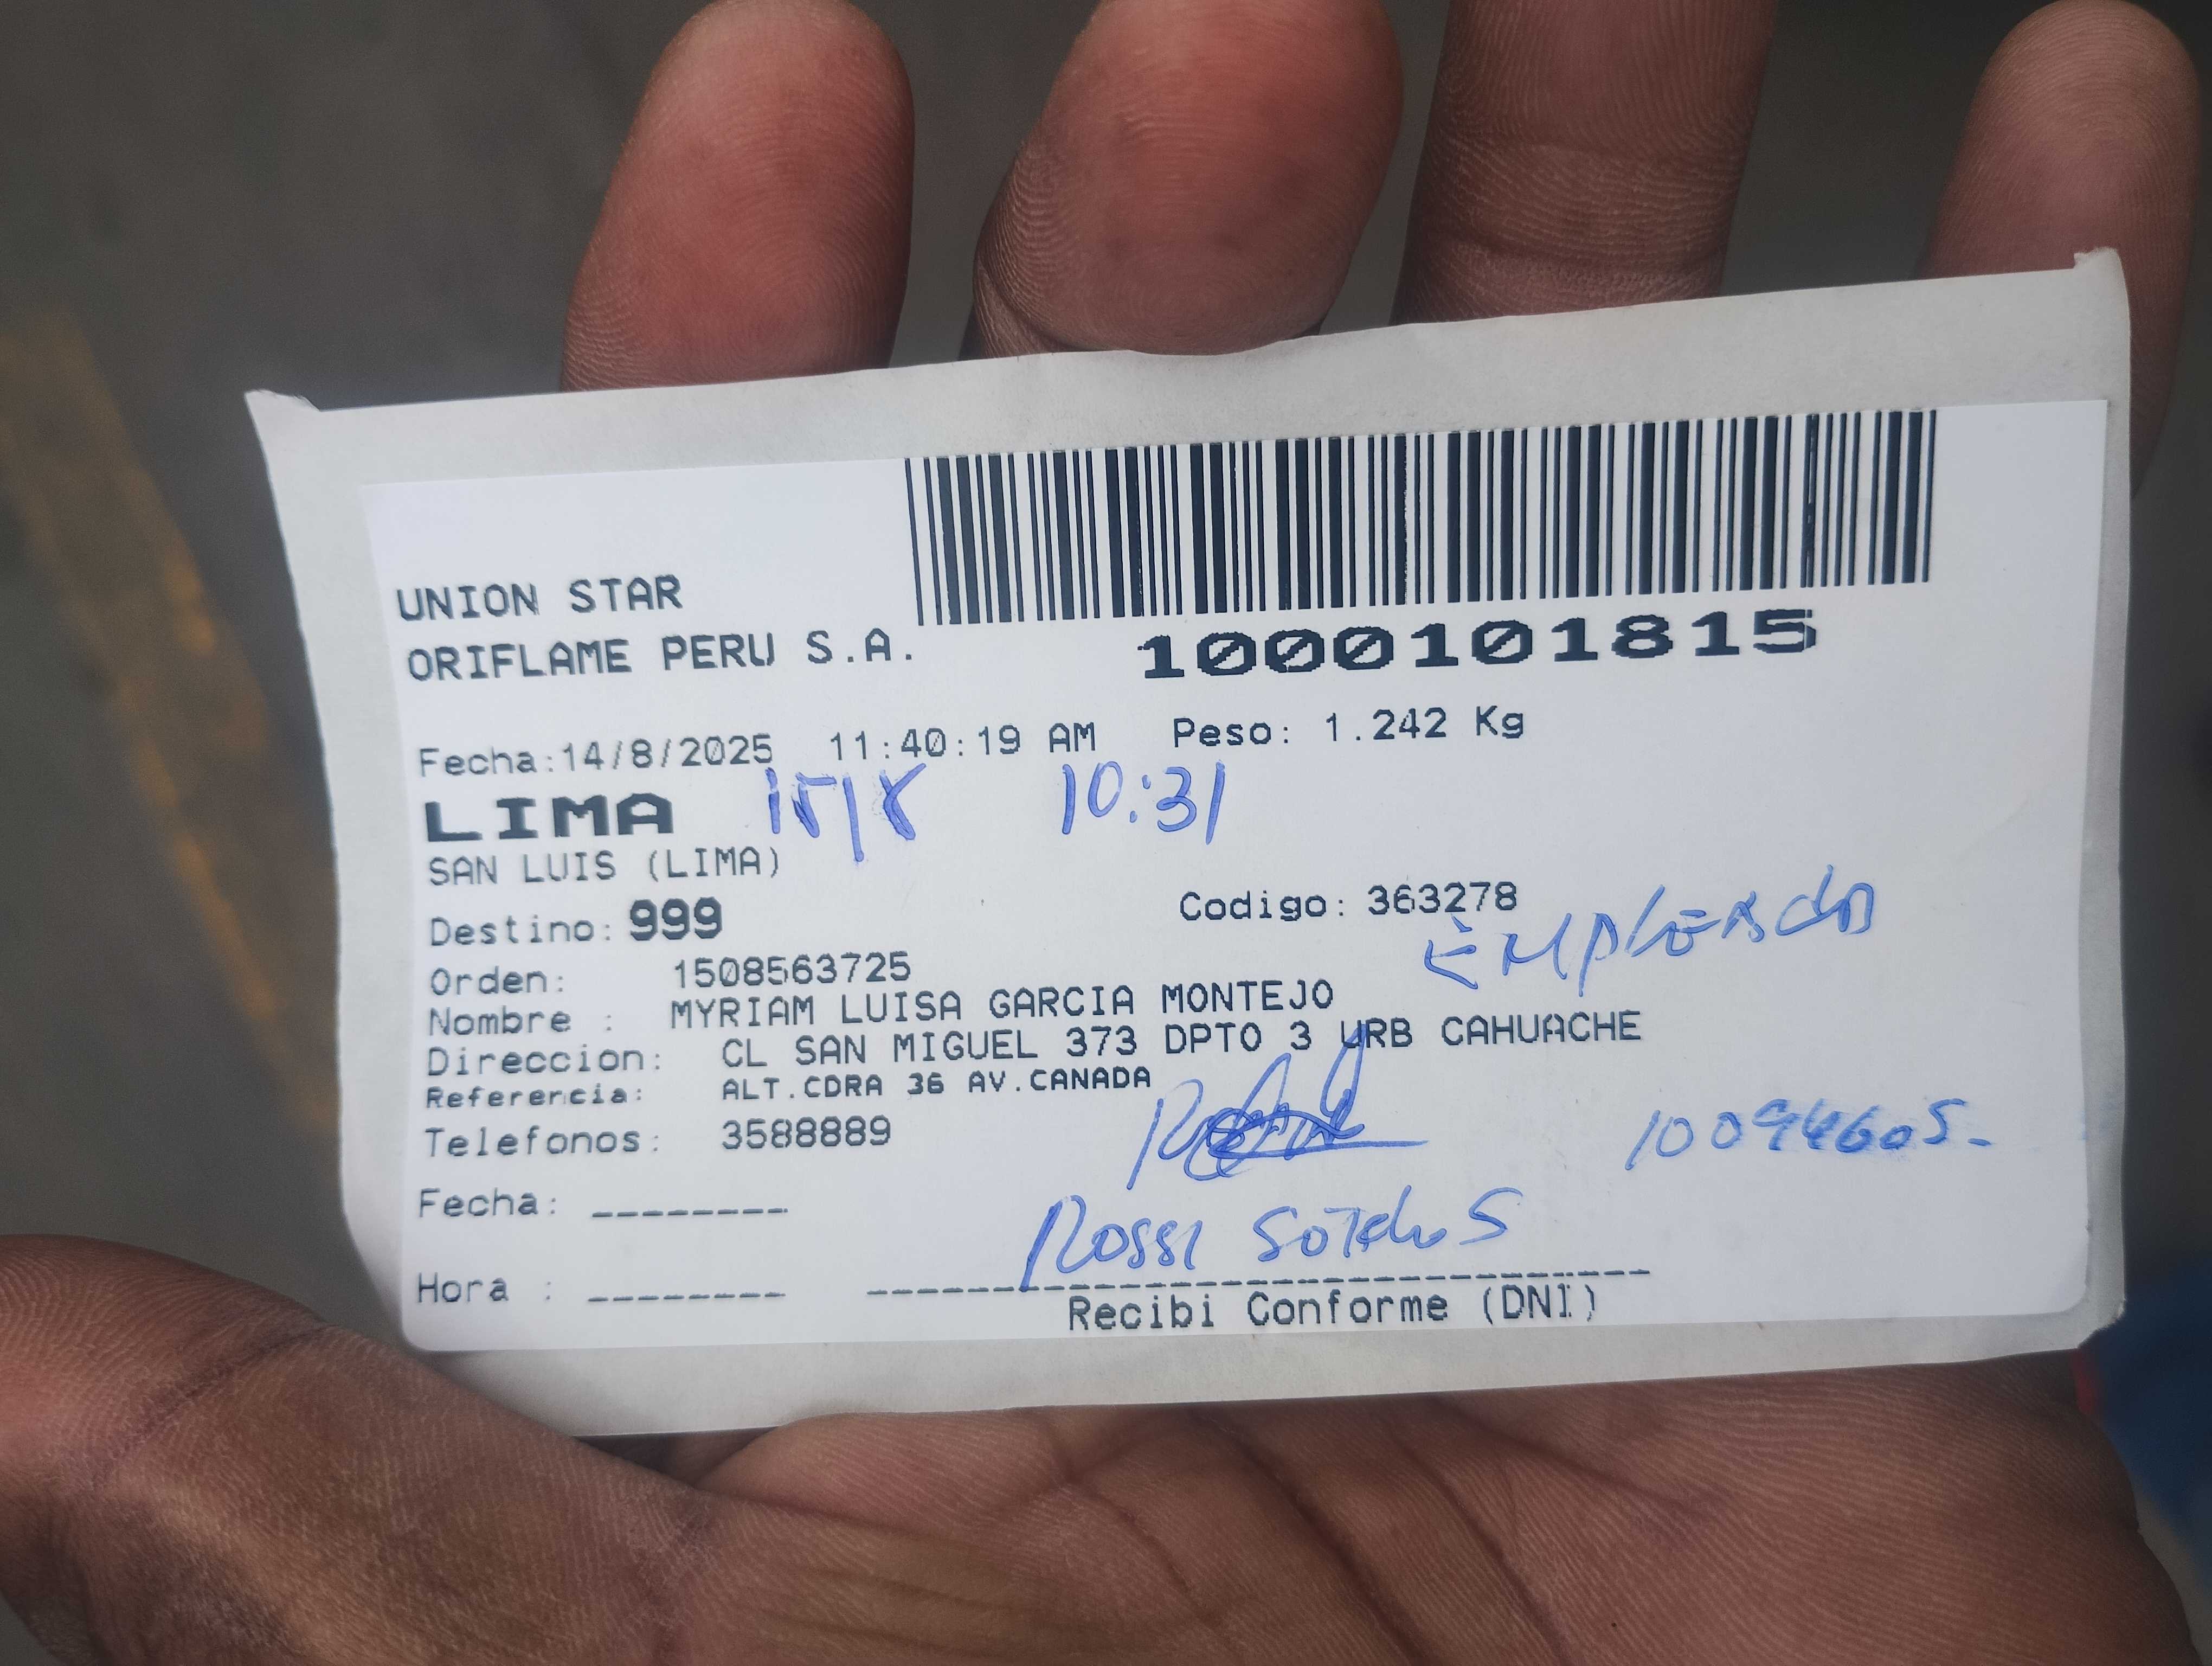 UNION STAR
ORIFLAME PERU S.A.
1000101815
Fecha:14/8/2025 11:40:19 AM Peso: 1.242 Kg
LIMA 15/8 10:31
SAN LUIS (LIMA)
Destino: 999 Codigo: 363278
EMpLEAdo
Orden: 1508563725
Nombre : MYRIAM LUISA GARCIA MONTEJO
Direccion: CL SAN MIGUEL 373 DPTO 3 URB CAHUACHE
Referencia: ALT.CDRA 36 AV.CANADA
Telefonos: 3588889
10094605-
Fecha: --------
Rossi
Hora : --------
Recibi Conforme (DNI)